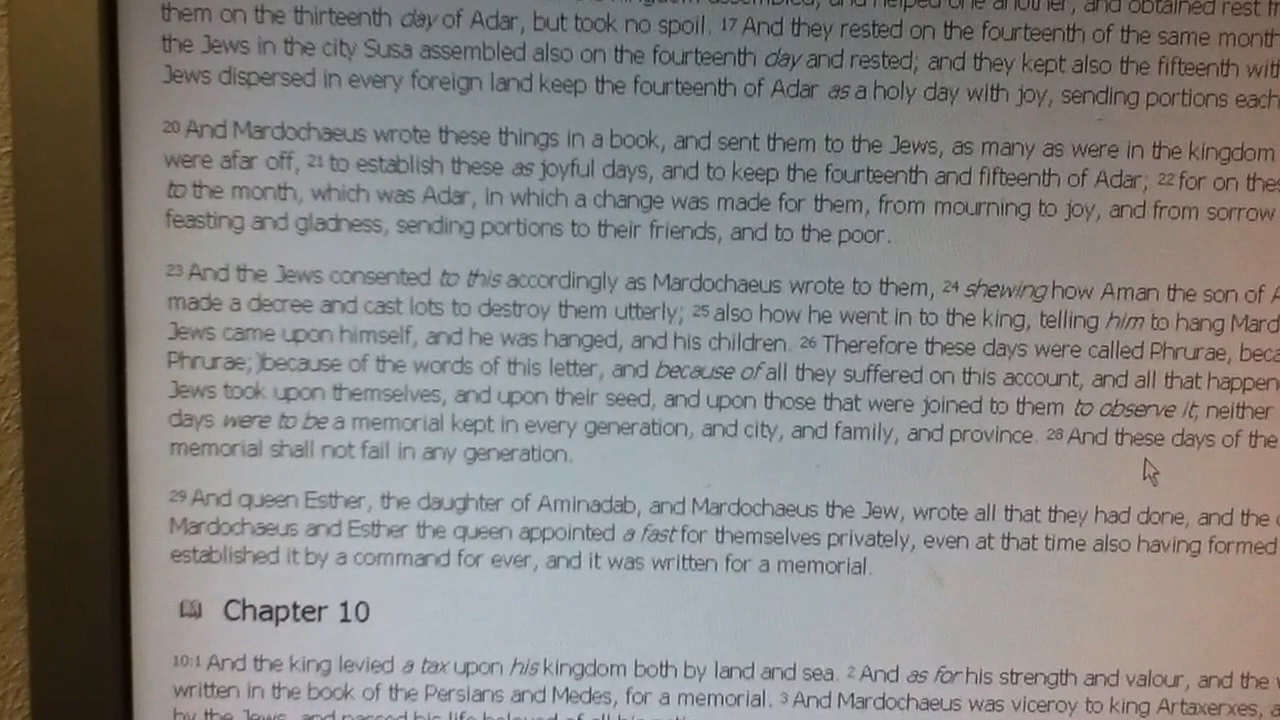 them on the thirteenth day of Adar, but took no spoil. 17 And they rested on the fourteenth of the same month
the Jews in the city Susa assembled also on the fourteenth day and rested; and they kept also the fifteenth with
Jews dispersed in every foreign land keep the fourteenth of Adar as a holy day with joy, sending portions each
20 And Mardochaeus wrote these things in a book, and sent them to the Jews, as many as were in the kingdom
were afar off, 21 to establish these as joyful days, and to keep the fourteenth and fifteenth of Adar; 22 for on
to the month, which was Adar, in which a change was made for them, from mourning to joy, and from sorrow
feasting and gladness, sending portions to their friends, and to the poor.
23 And the Jews consented to this accordingly as Mardochaeus wrote to them, 24 shewing how Aman the son of
made a decree and cast lots to destroy them utterly; 25 also how he went in to the king, telling him to hang Mard
Jews came upon himself, and he was hanged, and his children. 26 Therefore these days were called Phrurae,
Phrurae;)because of the words of this letter, and because of all they suffered on this account, and all that happen
Jews took upon themselves, and upon their seed, and upon those that were joined to them to observe it, neither
days were to be a memorial kept in every generation, and city, and family, and province. 28 And these days of the
memorial shall not fail in any generation.
29 And queen Esther, the daughter of Aminadab, and Mardochaeus the Jew, wrote all that they had done, and the
Mardochaeus and Esther the queen appointed a fast for themselves privately, even at that time also having formed
established it by a command for ever, and it was written for a memorial.
Chapter 10
10:1 And the king levied a tax upon his kingdom both by land and sea. 2 And as for his strength and valour, and the
written in the book of the Persians and Medes, for a memorial. 3 And Mardochaeus was viceroy to king Artaxerxes,